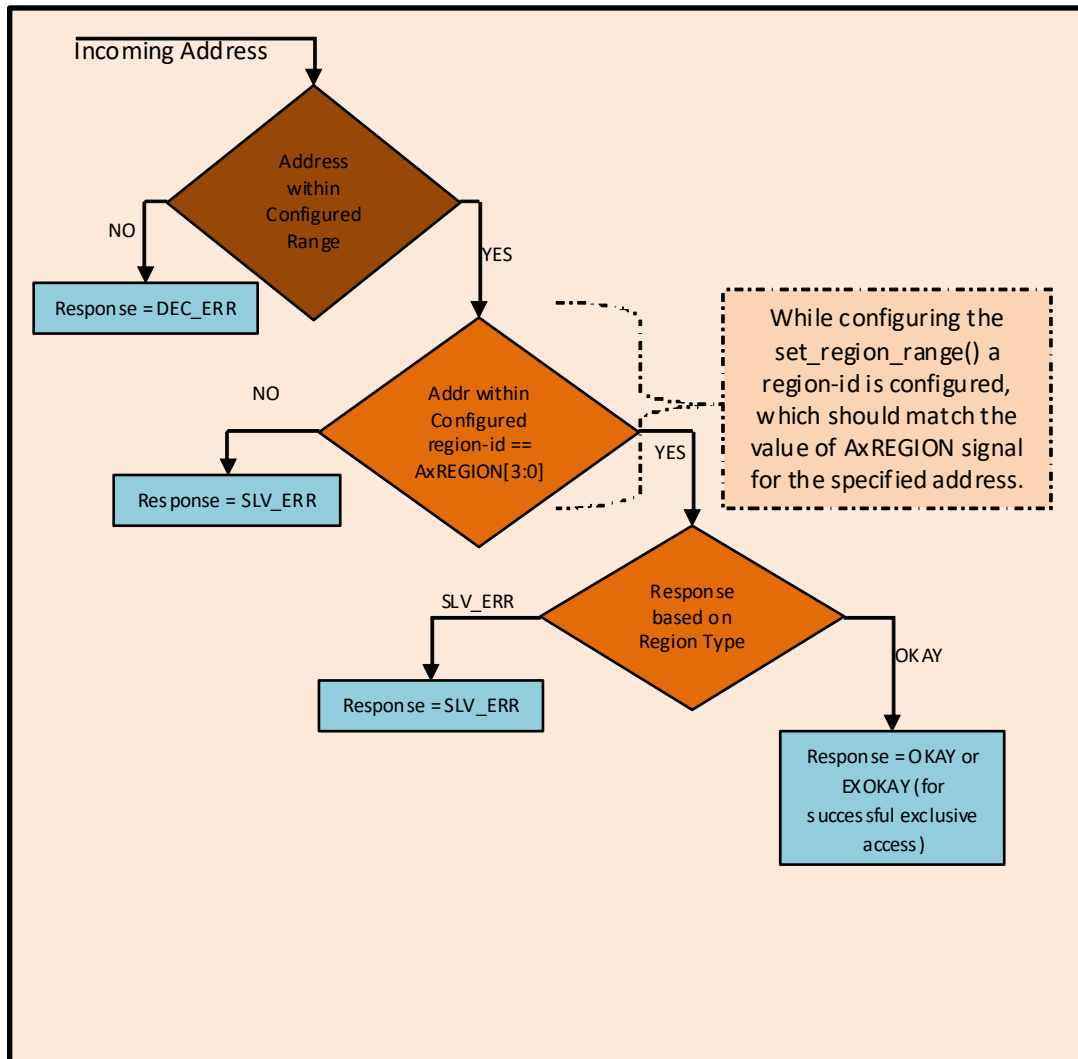 Incoming Address
Address
within
Configured
Range
NO
YES
Response = DEC_ERR
While configuring the
set_region_range() a
region-id is configured,
which should match the
value of AxREGION signal
for the specified address.
NO
Addr within
Configured
region-id ==
AxREGION[3:0]
YES
Response = SLV_ERR
SLV_ERR
Response
based on
Region Type
OKAY
Response = SLV_ERR
Response = OKAY or
EXOKAY (for
successful exclusive
access)